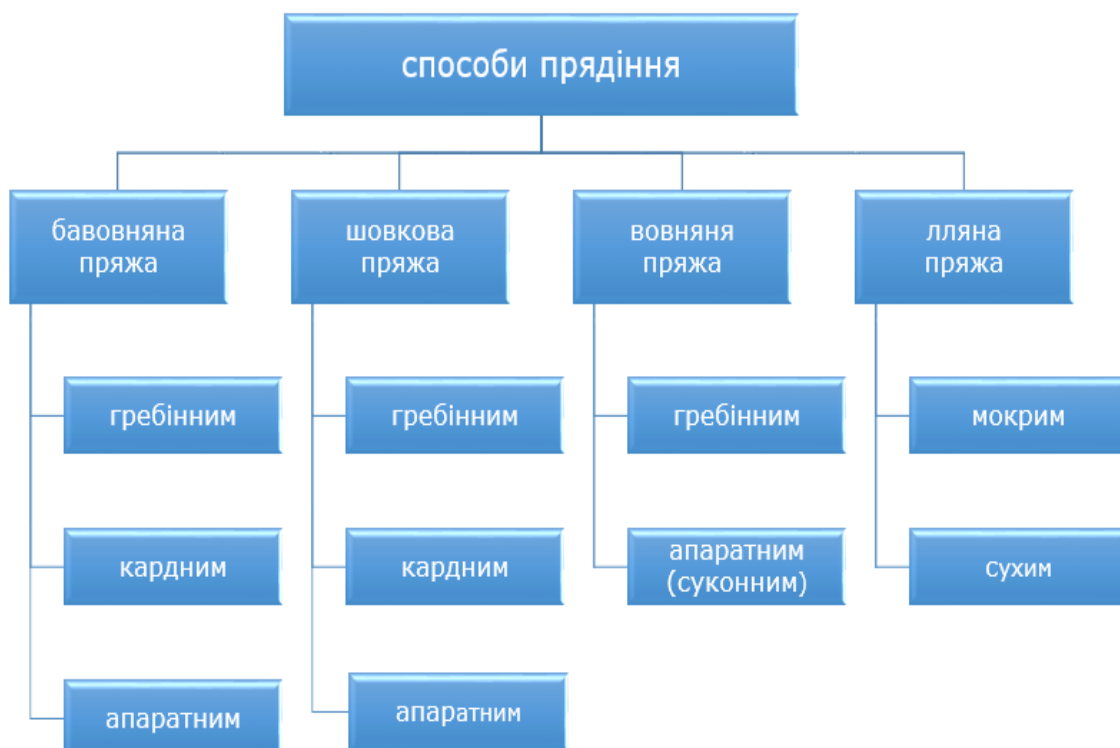 способи прядіння
бавовняна
пряжа
шовкова
пряжа
вовняня
пряжа
лляна
пряжа
гребінним
гребінним
гребінним
мокрим
кардним
кардним
апаратним
(суконним)
сухим
апаратним
апаратним